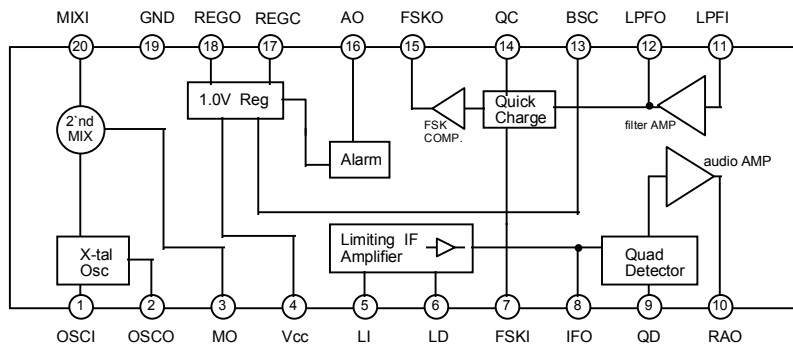 MIXI GND REGO REGC AO FSKO QC BSC LPFO LPFI
20 19 18 17 16 15 14 13 12 11
1.0V Reg
2`nd
MIX
FSK
COMP.
Quick
Charge
filter AMP
Alarm
audio AMP
X-tal
Osc
Limiting IF
Amplifier
Quad
Detector
1 2 3 4 5 6 7 8 9 10
OSCI OSCO MO Vcc LI LD FSKI IFO QD RAO